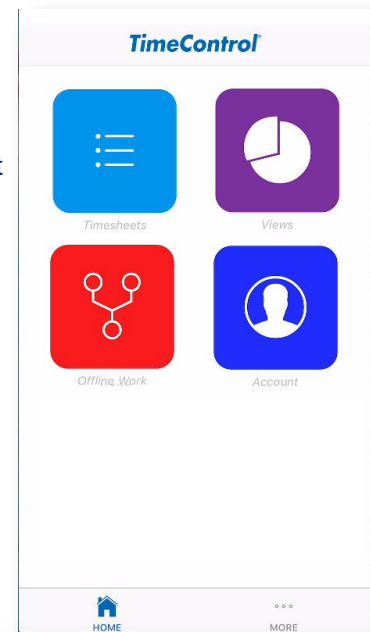 TimeControl
t
Timesheets Views
Offline Work Account
HOME MORE